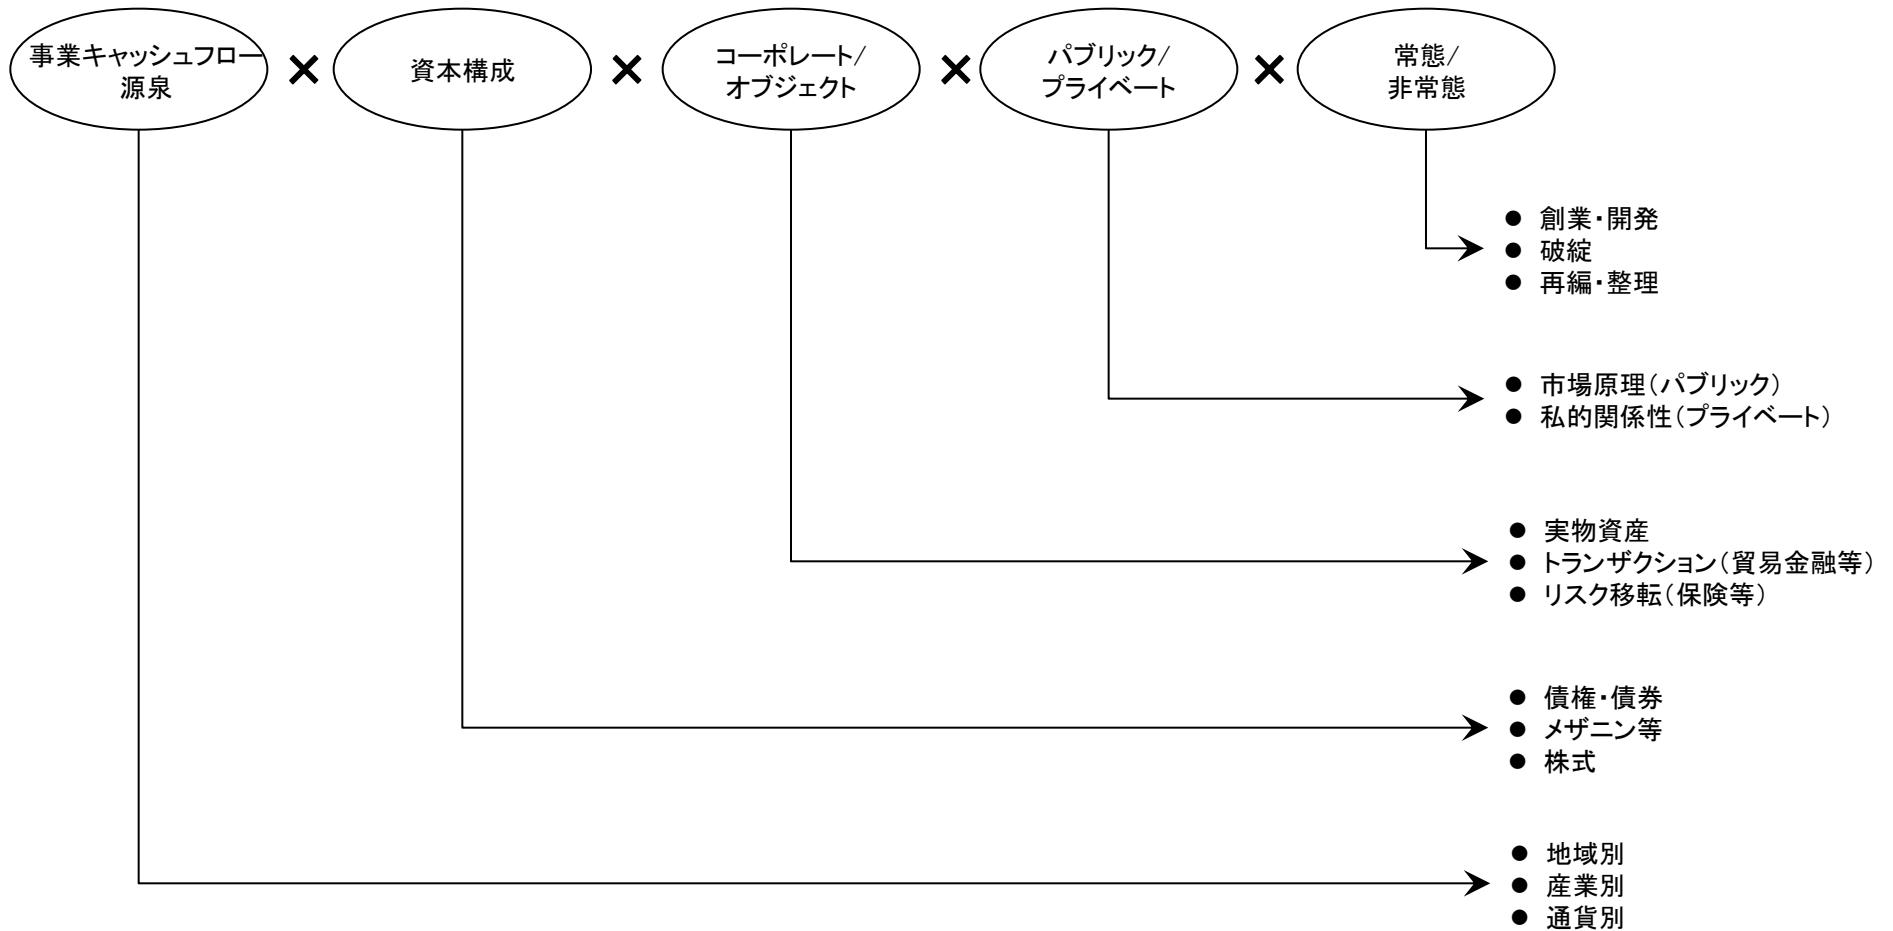 事業キャッシュフロー
源泉
×
資本構成
×
コーポレート/
オブジェクト
×
パブリック/
プライベート
×
常態/
非常態
● 創業・開発
● 破綻
● 再編・整理
● 市場原理(パブリック)
● 私的関係性(プライベート)
● 実物資産
● トランザクション(貿易金融等)
● リスク移転(保険等)
● 債権・債券
● メザニン等
● 株式
● 地域別
● 産業別
● 通貨別